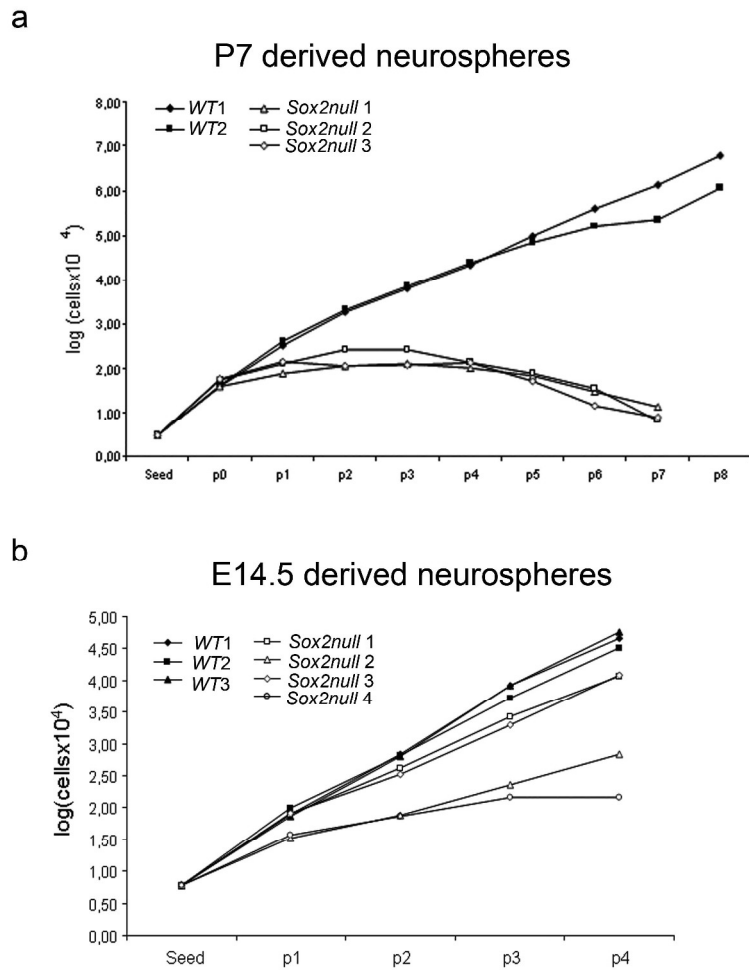 a
P7 derived neurospheres
8,00
7,00
6,00
5,00
4,00
3,00
2,00
1.00
0,00
log (cellsx10 4)
WT1
WT2
Sox2null 1
Sox2null 2
Sox2null 3
Seed p0 p1 p2 p3 p4 p5 p6 p7 p8
b
E14.5 derived neurospheres
5,00
4,50
4,00
3,50
3,00
2,50
2,00
1,50
1,00
0,50
0,00
log(cellsx10⁴)
WT1
WT2
WT3
Sox2null 1
Sox2null 2
Sox2null 3
Sox2null 4
Seed p1 p2 p3 p4